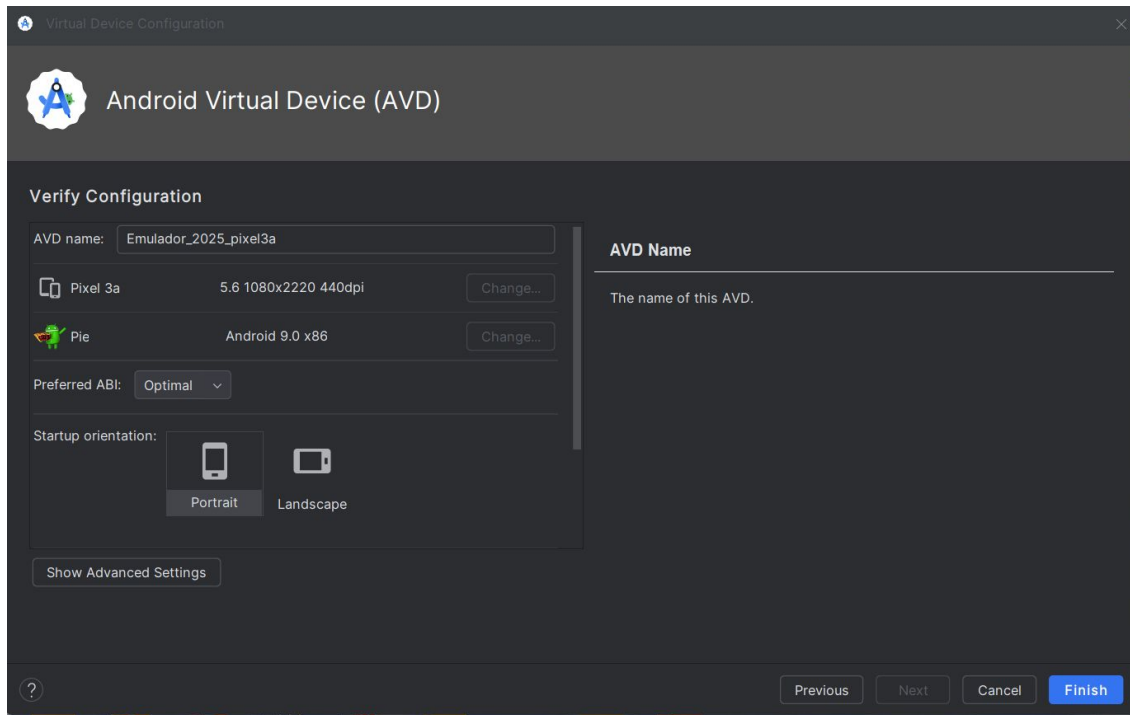 Virtual Device Configuration
Android Virtual Device (AVD)
Verify Configuration
AVD name: Emulador_2025_pixel3a
Pixel 3a 5.6 1080x2220 440dpi Change...
Pie Android 9.0 x86 Change...
Preferred ABI: Optimal
Startup orientation:
Portrait Landscape
Show Advanced Settings
AVD Name
The name of this AVD.
? Previous Next Cancel Finish